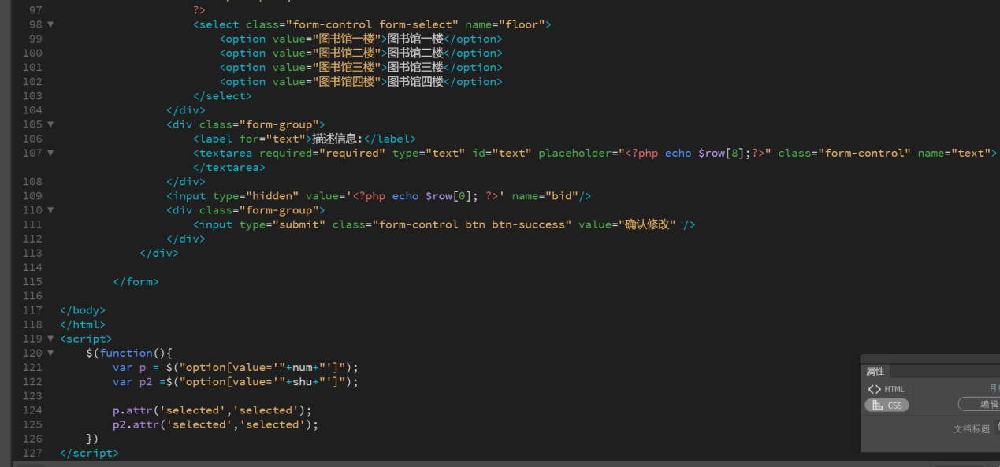 97 ?>
98 <select class="form-control form-select" name="floor">
99 <option value="图书馆一楼">图书馆一楼</option>
100 <option value="图书馆二楼">图书馆二楼</option>
101 <option value="图书馆三楼">图书馆三楼</option>
102 <option value="图书馆四楼">图书馆四楼</option>
103 </select>
104 </div>
105 <div class="form-group">
106 <label for="text">描述信息:</label>
107 <textarea required="required" type="text" id="text" placeholder="<?php echo $row[8];?>" class="form-control" name="text">
</textarea>
108 </div>
109 <input type="hidden" value='<?php echo $row[0]; ?>' name="bid"/>
110 <div class="form-group">
111 <input type="submit" class="form-control btn btn-success" value="确认修改" />
112 </div>
113 </div>
114
115 </form>
116
117 </body>
118 </html>
119 <script>
120 $(function(){
121 var p = $("option[value='"+num+"']");
122 var p2 =$("option[value='"+shu+"']");
123
124 p.attr('selected','selected');
125 p2.attr('selected','selected');
126 })
127 </script>
属性
<> HTML
CSS
编辑
文档标题